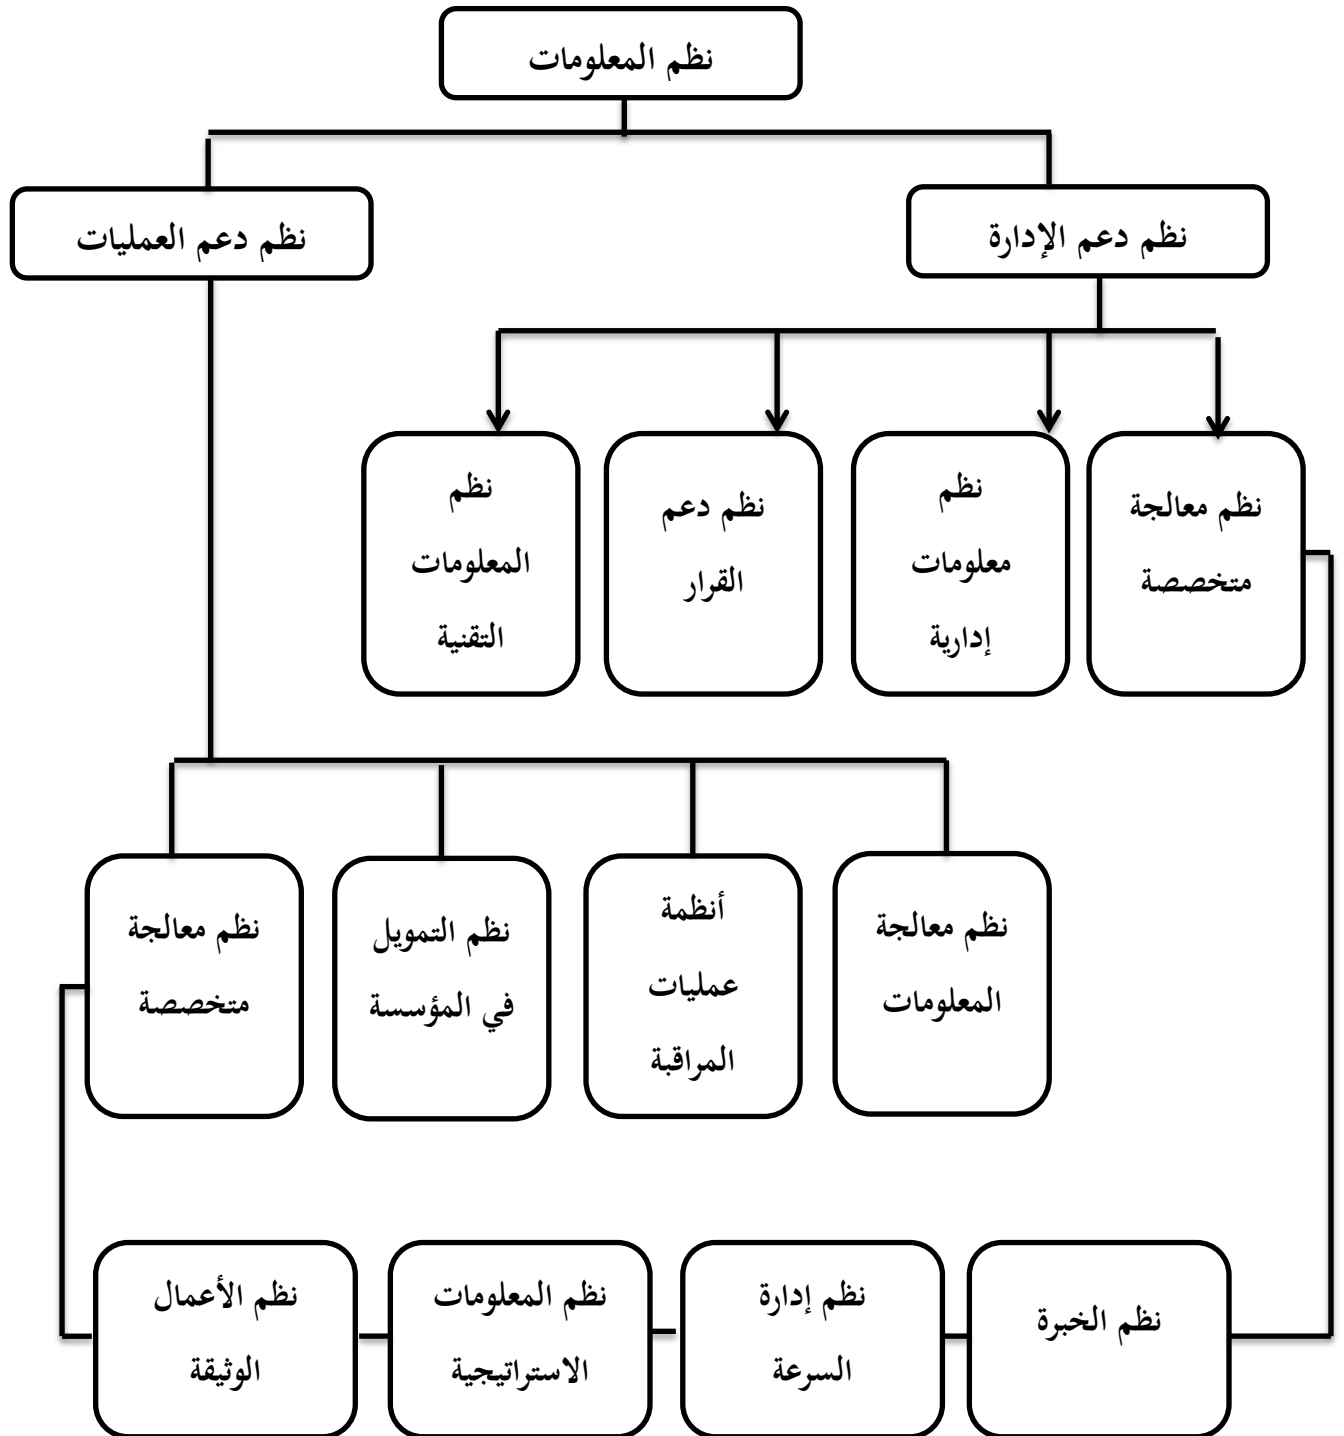 نظم المعلومات
نظم دعم الإدارة
نظم دعم العمليات
نظم معالجة
متخصصة
نظم
معلومات
إدارية
نظم دعم
القرار
نظم
المعلومات
التقنية
نظم معالجة
المعلومات
أنظمة
عمليات
المراقبة
نظم التمويل
في المؤسسة
نظم معالجة
متخصصة
نظم الخبرة
نظم إدارة
السرعة
نظم المعلومات
الاستراتيجية
نظم الأعمال
الوثيقة